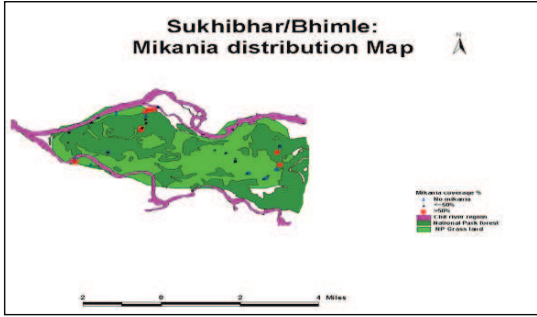 Sukhibhar/Bhimle:
Mikania distribution Map
N
Mikania coverage %
No mikania
<=50%
>50%
Chit river region
National Park forest
NP Grass land
2 0 2 4 Miles